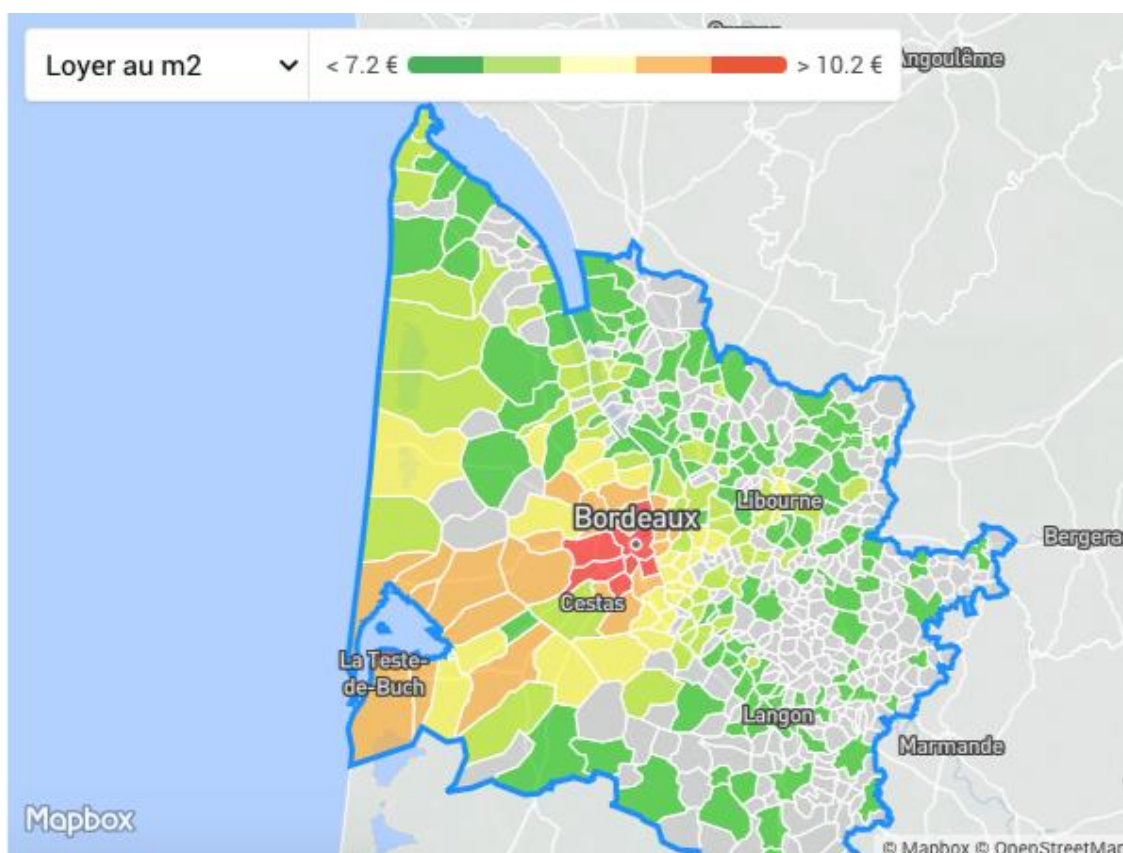 Loyer au m2
< 7.2 €
> 10.2 €
Angoulême
Libourne
Bordeaux
Bergera
Cestas
La Teste-
de-Buch
Langon
Marmande
Mapbox
© Mapbox © OpenStreetMap